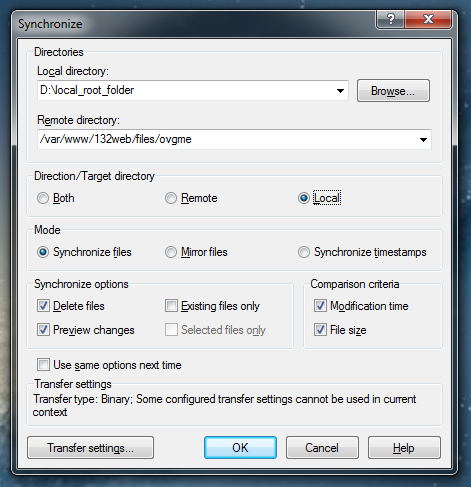 Synchronize
?
Directories
Local directory:
D:\local_root_folder
Browse...
Remote directory:
/var/www/132web/files/ovgme
Direction/Target directory
Both Remote Local
Mode
Synchronize files Mirror files Synchronize timestamps
Synchronize options Comparison criteria
Delete files Existing files only Modification time
Preview changes Selected files only File size
Use same options next time
Transfer settings
Transfer type: Binary; Some configured transfer settings cannot be used in current
context
Transfer settings... OK Cancel Help